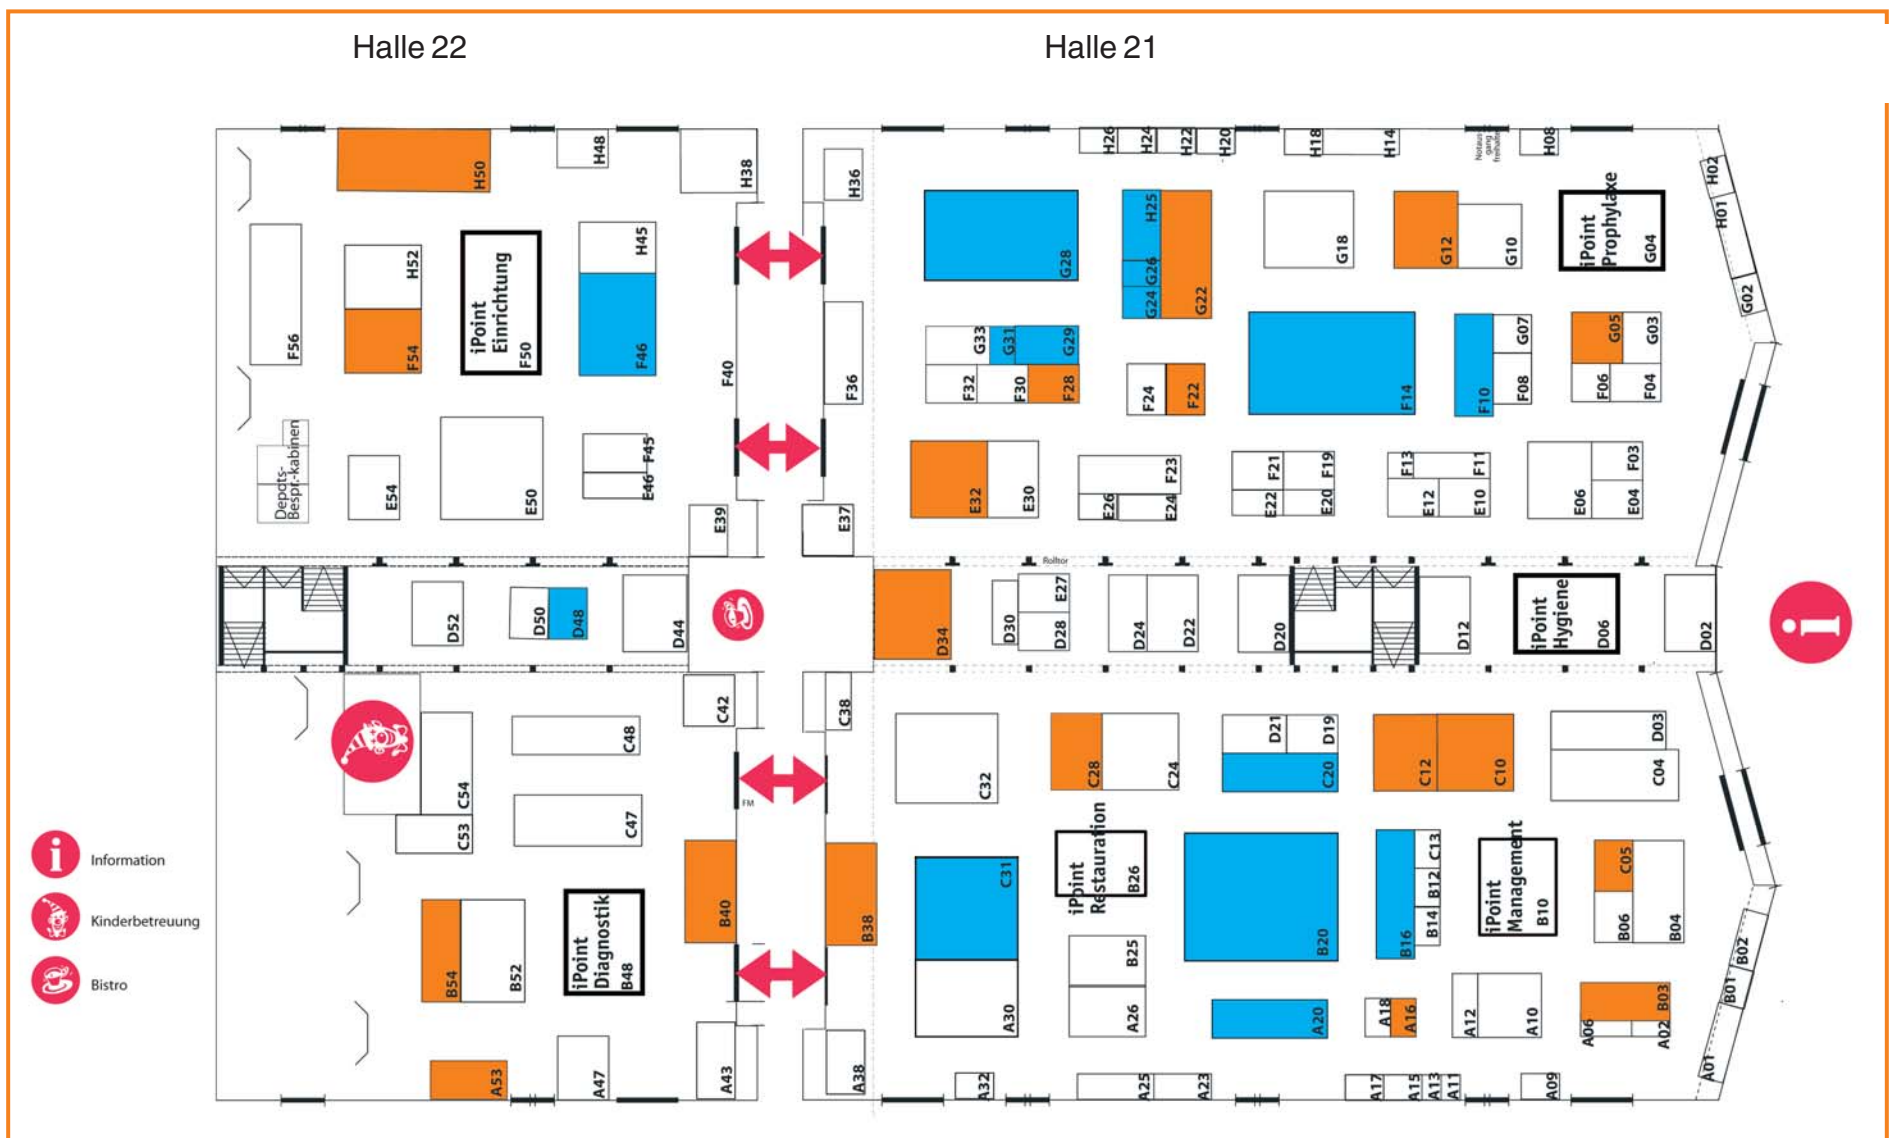 Halle 22
Halle 21
H50
H48
H38
H36
H26
H24
H22
H20
H18
H14
Notaus-
gang
freihalten
H08
H02
H01
G02
F56
H52
F54
iPoint
Einrichtung
F50
H45
F46
F40
F36
G28
H25
G26
G24
G22
G18
G12
G10
iPoint
Prophylaxe
G04
G33
G31
G29
F32
F30
F28
F24
F22
F14
F10
G07
F08
G05
G03
F06
F04
Depots-
Bespr.-kabinen
E54
E50
F45
E46
E39
E37
E32
E30
F23
E26
E24
F21
F19
E22
E20
F13
F11
E12
E10
E06
F03
E04
Rolltor
D52
D50
D48
D44
D34
D30
E27
D28
D24
D22
D20
D12
iPoint
Hygiene
D06
D02
i
C54
C53
C48
C47
C42
C38
FM
C32
C28
C24
D21
D19
C20
C12
C10
D03
C04
i
Information
Kinderbetreuung
Bistro
B54
B52
iPoint
Diagnostik
B48
B40
B38
C31
A30
iPoint
Restauration
B26
B25
A26
B20
A20
B16
C13
B12
B14
iPoint
Management
B10
C05
B06
B04
B02
B01
A01
A18
A16
A12
A10
B03
A06
A02
A53
A47
A43
A38
A32
A25
A23
A17
A15
A13
A11
A09